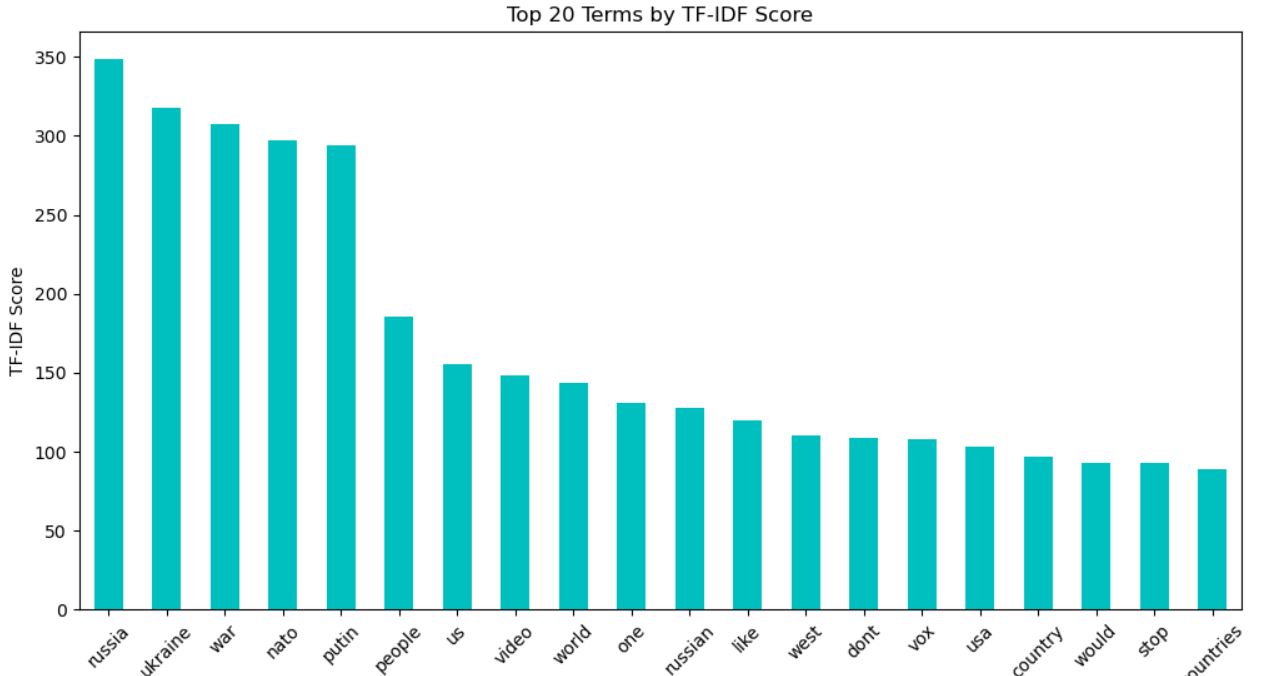 Top 20 Terms by TF-IDF Score
TF-IDF Score
350
300
250
200
150
100
50
0
russia
ukraine
war
nato
putin
people
us
video
world
one
russian
like
west
dont
vox
usa
country
would
stop
ountries